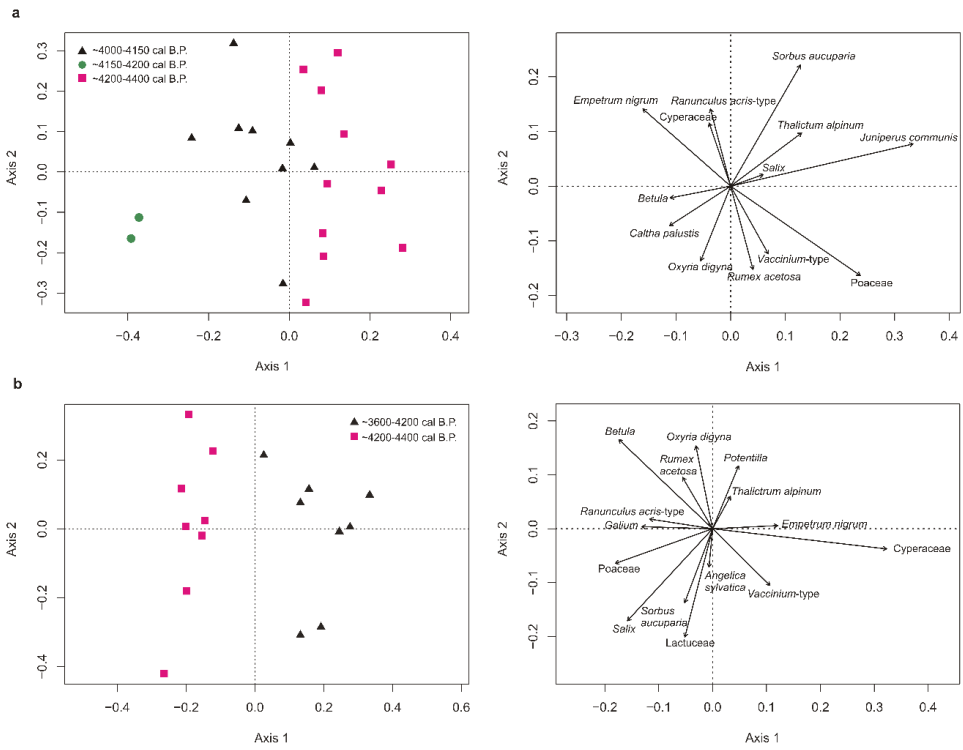 a
~4000-4150 cal B.P.
~4150-4200 cal B.P.
~4200-4400 cal B.P.
Axis 2
0.3
0.2
0.1
0.0
−0.1
−0.2
−0.3
−0.4
−0.2
0.0
0.2
0.4
Axis 1
Sorbus aucuparia
Empetrum nigrum
Ranunculus acris-type
Cyperaceae
Thalictum alpinum
Juniperus communis
Salix
Betula
Caltha palustis
Oxyria digyna
Vaccinium-type
Rumex acetosa
Poaceae
Axis 2
0.2
0.1
0.0
−0.1
−0.2
−0.3
−0.2
−0.1
0.0
0.1
0.2
0.3
0.4
Axis 1
b
~3600-4200 cal B.P.
~4200-4400 cal B.P.
Axis 2
0.2
0.0
−0.2
−0.4
−0.4
−0.2
0.0
0.2
0.4
0.6
Axis 1
Betula
Oxyria digyna
Rumex
acetosa
Potentilla
Thalictrum alpinum
Ranunculus acris-type
Galium
Empetrum nigrum
Cyperaceae
Poaceae
Angelica
sylvatica
Vaccinium-type
Sorbus
aucuparia
Salix
Lactuceae
Axis 2
0.2
0.1
0.0
−0.1
−0.2
−0.2
−0.1
0.0
0.1
0.2
0.3
0.4
Axis 1